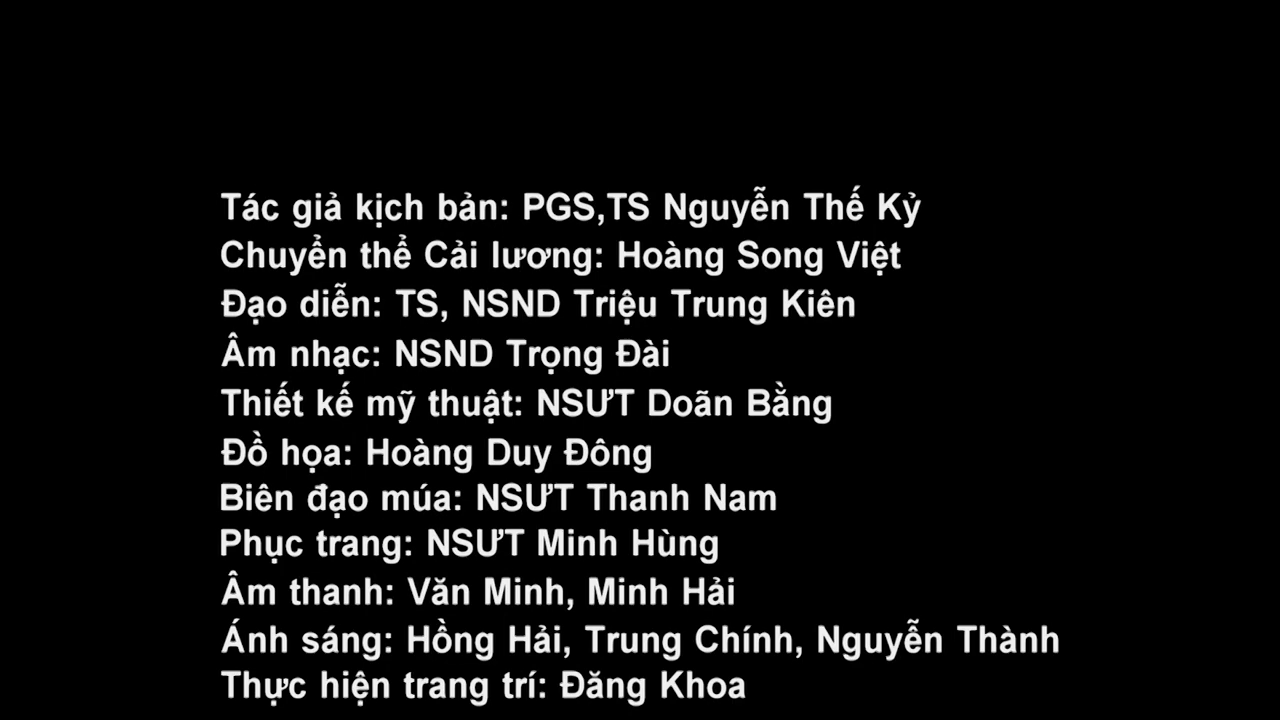 Tác giả kịch bản: PGS,TS Nguyễn Thế Kỷ
Chuyển thể Cải lương: Hoàng Song Việt
Đạo diễn: TS, NSND Triệu Trung Kiên
Âm nhạc: NSND Trọng Đài
Thiết kế mỹ thuật: NSƯT Doãn Bằng
Đồ họa: Hoàng Duy Đông
Biên đạo múa: NSƯT Thanh Nam
Phục trang: NSƯT Minh Hùng
Âm thanh: Văn Minh, Minh Hải
Ánh sáng: Hồng Hải, Trung Chính, Nguyễn Thành
Thực hiện trang trí: Đăng Khoa